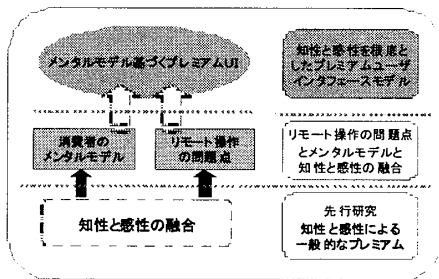 メンタルモデル基づくプレミアムUI
知性と感性を根底と
したプレミアムユーザ
インタフェースモデル
消費者の
メンタルモデル
リモート操作
の問題点
リモート操作の問題点
とメンタルモデルと
知性と感性の融合
知性と感性の融合
先行研究
知性と感性による
一般的なプレミアム